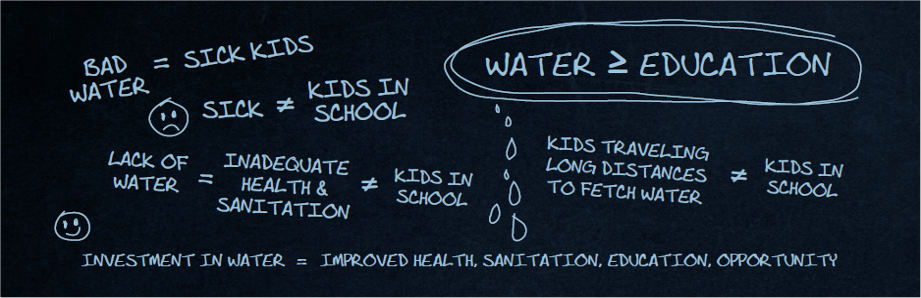 BAD WATER = SICK KIDS
WATER ≥ EDUCATION
SICK ≠ KIDS IN SCHOOL
LACK OF WATER = INADEQUATE HEALTH & SANITATION ≠ KIDS IN SCHOOL
KIDS TRAVELING LONG DISTANCES TO FETCH WATER ≠ KIDS IN SCHOOL
INVESTMENT IN WATER = IMPROVED HEALTH, SANITATION, EDUCATION, OPPORTUNITY